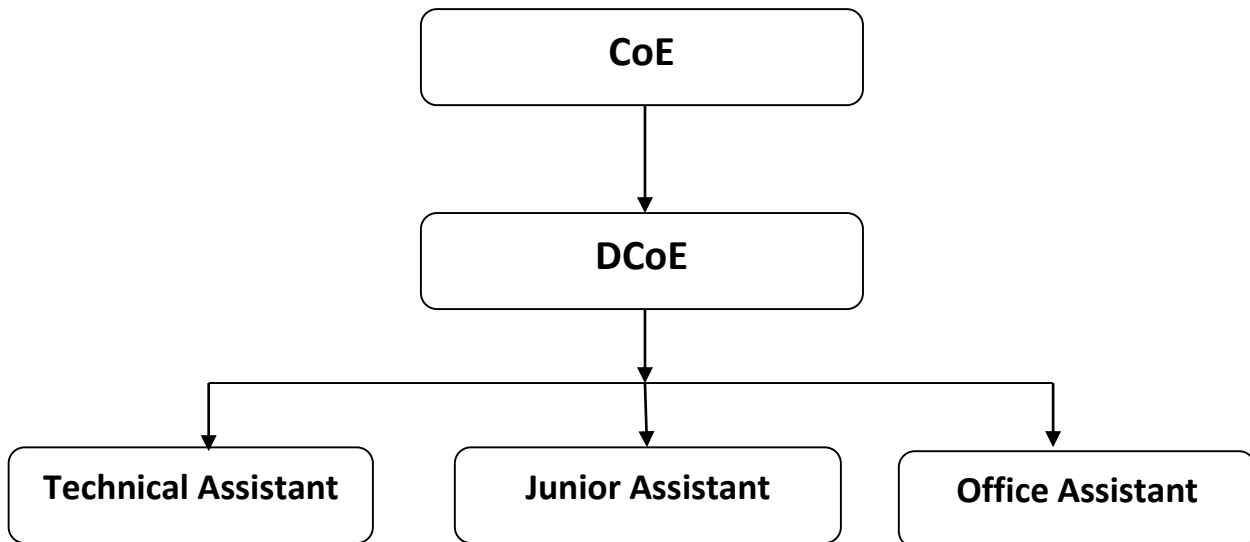 CoE
DCoE
Technical Assistant
Junior Assistant
Office Assistant